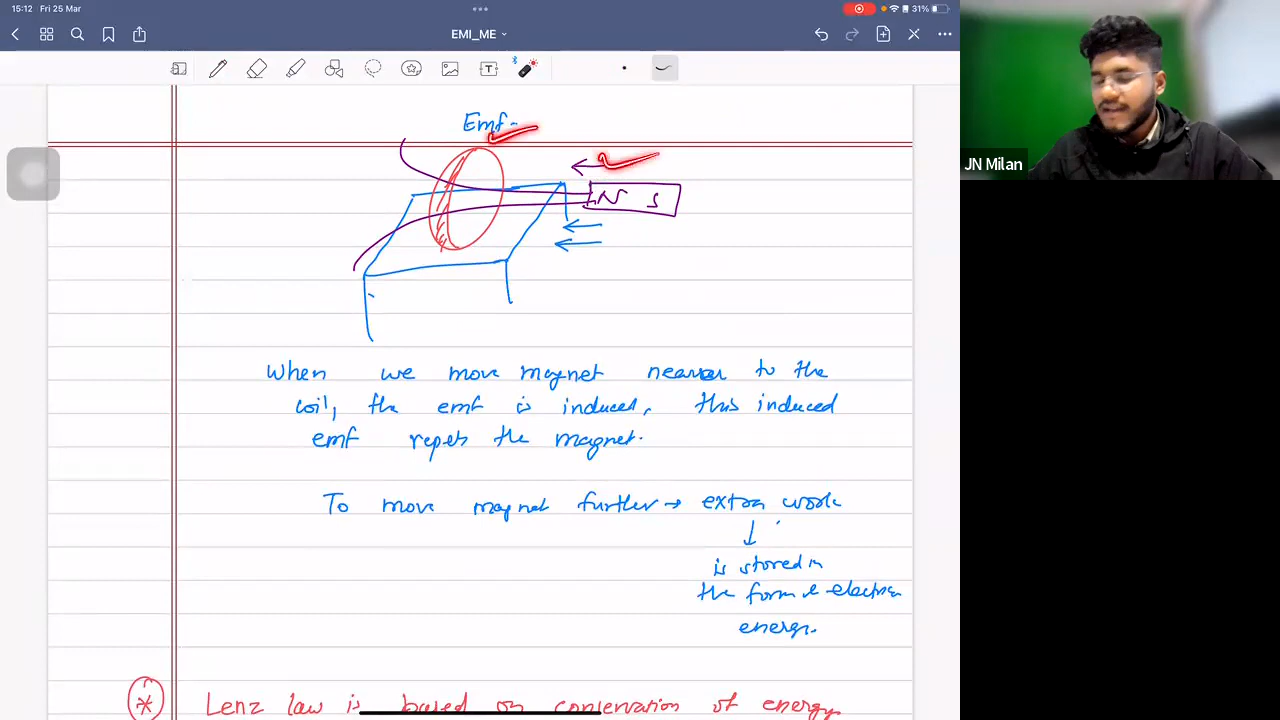 15:12 Fri 25 Mar
31%
EMI_ME
T
Emf-
N S
JN Milan
When we move magnet nearer to the
coil, the emf is induced, this induced
emf repels the magnet.
To move magnet further → extra work
↓
is stored in
the form of electrical
energy.
* Lenz law is based on conservation of energy